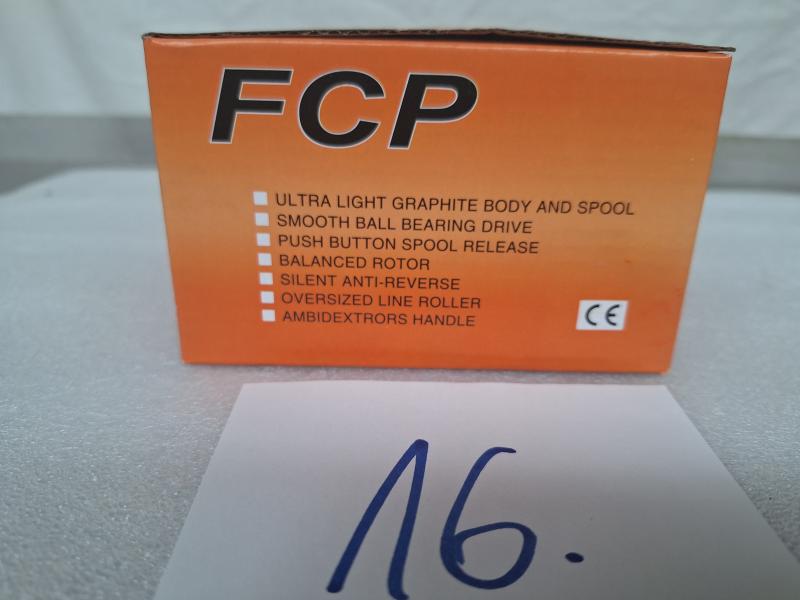 FCP
ULTRA LIGHT GRAPHITE BODY AND SPOOL
SMOOTH BALL BEARING DRIVE
PUSH BUTTON SPOOL RELEASE
BALANCED ROTOR
SILENT ANTI-REVERSE
OVERSIZED LINE ROLLER
AMBIDEXTRORS HANDLE
CE
16.